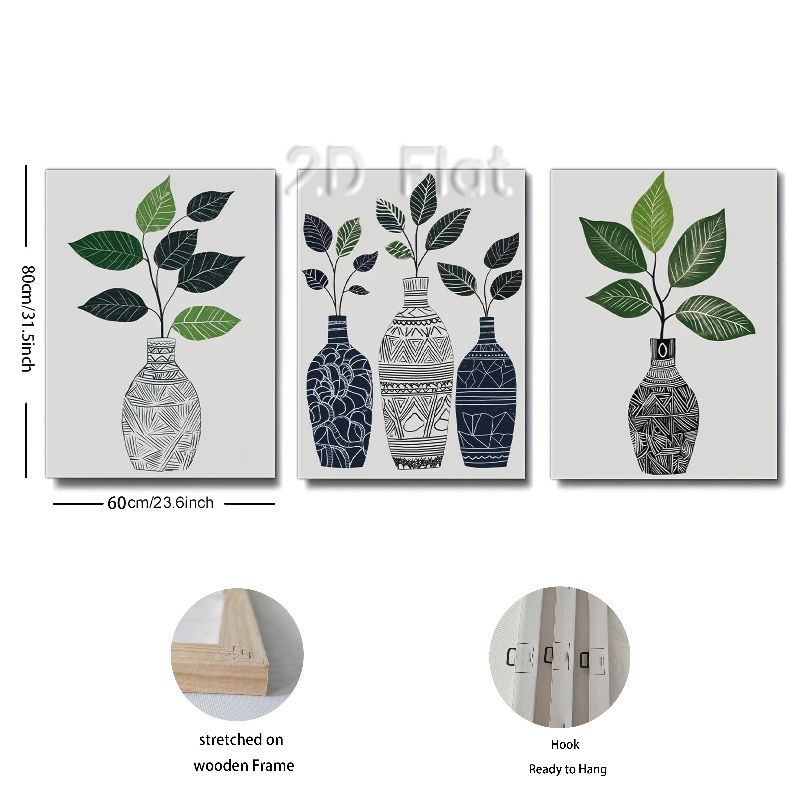 2D Flat
80cm/31.5inch
60cm/23.6inch
stretched on
wooden Frame
Hook
Ready to Hang